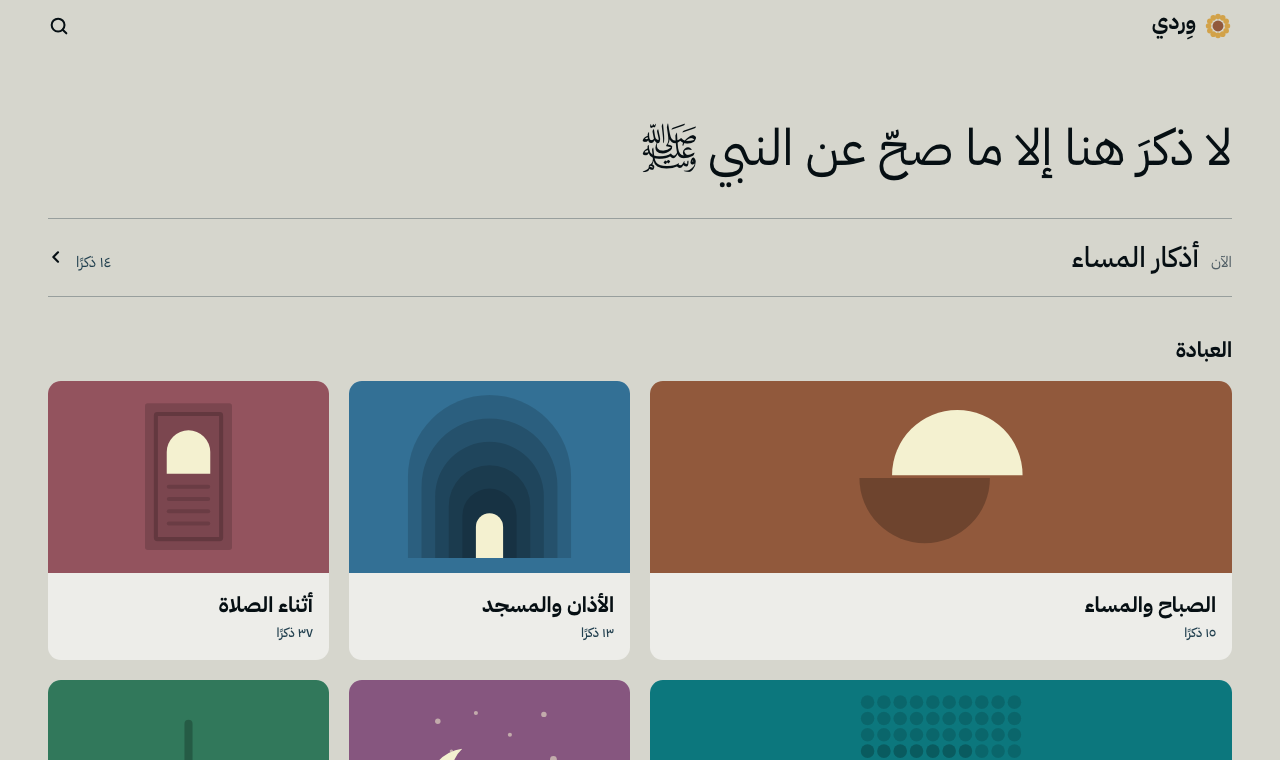 وِردي
لا ذكرَ هنا إلا ما صحّ عن النبي ﷺ
الآن أذكار المساء ١٤ ذكرًا
العبادة
الصباح والمساء
١٥ ذكرًا
الأذان والمسجد
١٣ ذكرًا
أثناء الصلاة
٣٧ ذكرًا